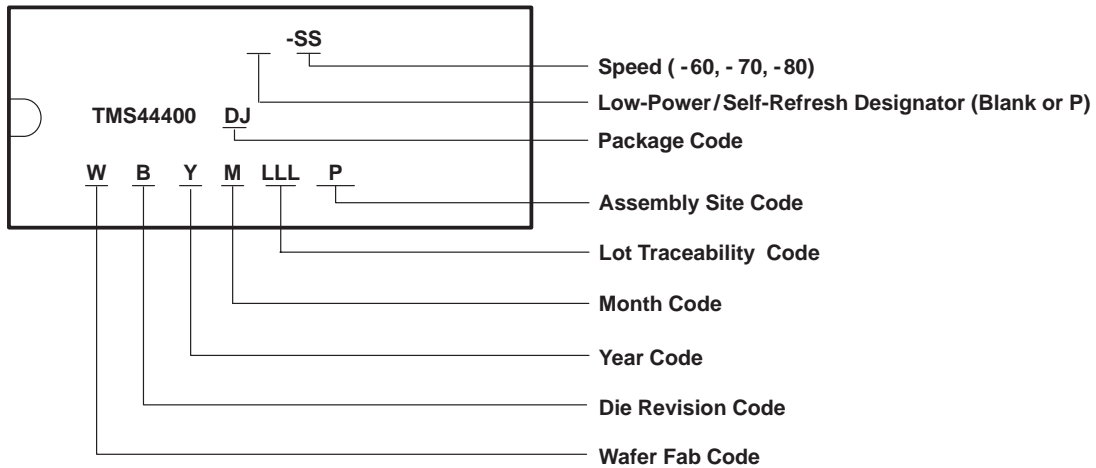 -SS
Speed ( -60, - 70, -80)
Low-Power/Self-Refresh Designator (Blank or P)
TMS44400 DJ
Package Code
W B Y M LLL P
Assembly Site Code
Lot Traceability Code
Month Code
Year Code
Die Revision Code
Wafer Fab Code